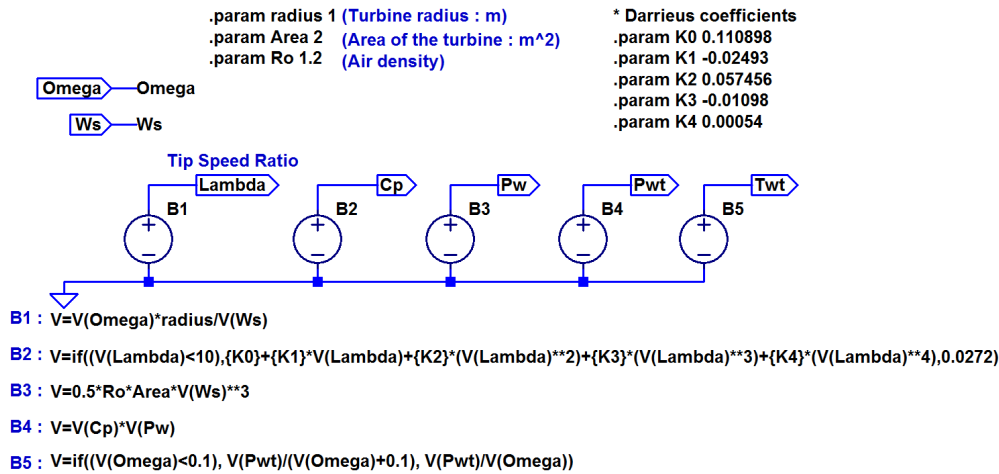 .param radius 1 (Turbine radius : m)
.param Area 2 (Area of the turbine : m^2)
.param Ro 1.2 (Air density)
* Darrieus coefficients
.param K0 0.110898
.param K1 -0.02493
.param K2 0.057456
.param K3 -0.01098
.param K4 0.00054
Omega Omega
Ws Ws
Tip Speed Ratio
Lambda Cp Pw Pwt Twt
B1 B2 B3 B4 B5
B1 : V=V(Omega)*radius/V(Ws)
B2 : V=if((V(Lambda)<10),{K0}+{K1}*V(Lambda)+{K2}*(V(Lambda)**2)+{K3}*(V(Lambda)**3)+{K4}*(V(Lambda)**4),0.0272)
B3 : V=0.5*Ro*Area*V(Ws)**3
B4 : V=V(Cp)*V(Pw)
B5 : V=if((V(Omega)<0.1), V(Pwt)/(V(Omega)+0.1), V(Pwt)/V(Omega))